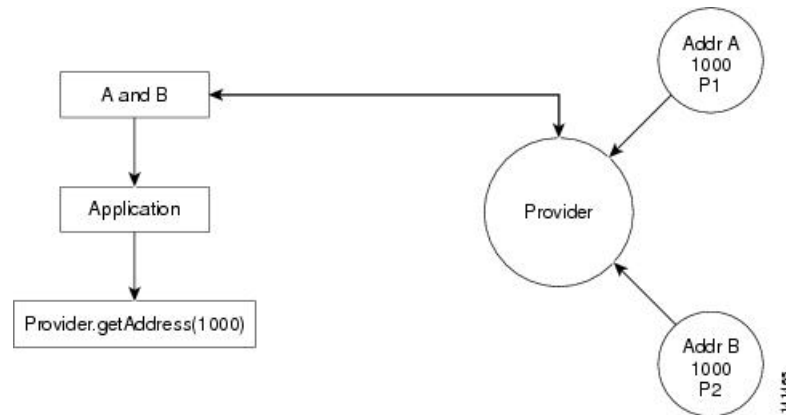 A and B
Application
Provider.getAddress(1000)
Provider
Addr A
1000
P1
Addr B
1000
P2